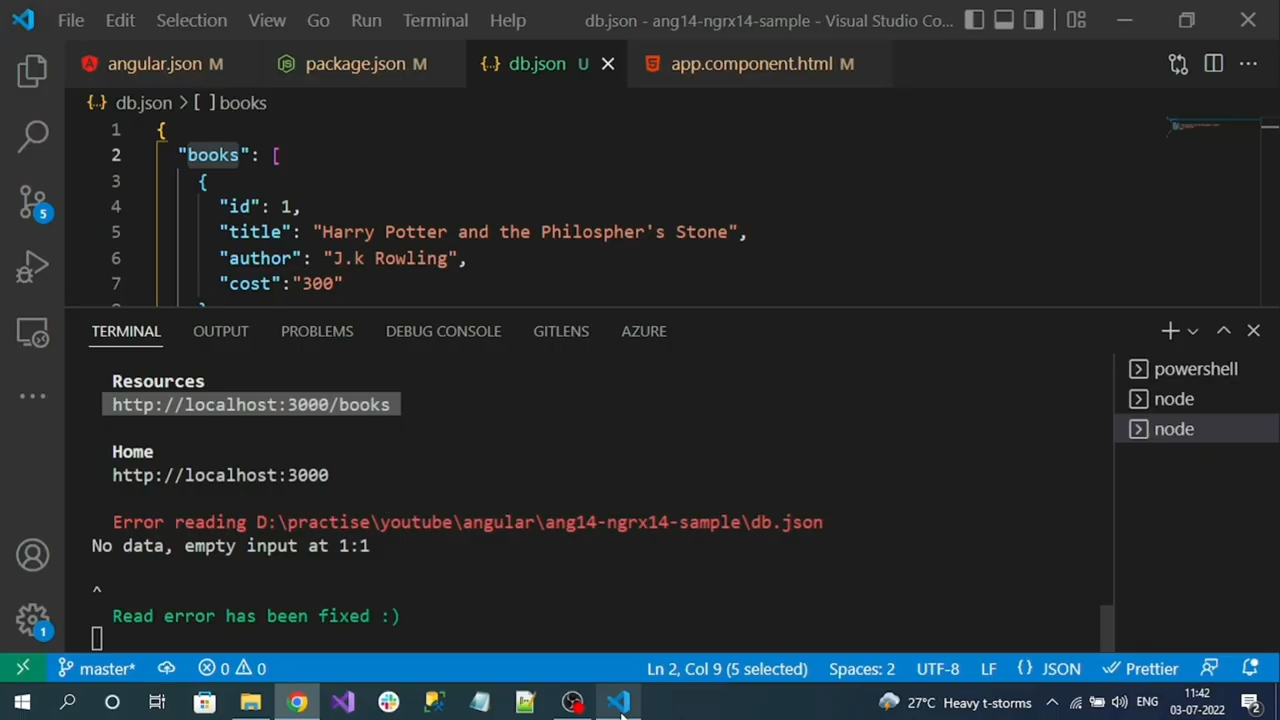 File Edit Selection View Go Run Terminal Help db.json - ang14-ngrx14-sample - Visual Studio Co...
angular.json M package.json M {..} db.json U app.component.html M
{..} db.json > [ ] books
1 {
2 "books": [
3 {
4 "id": 1,
5 "title": "Harry Potter and the Philospher's Stone",
6 "author": "J.k Rowling",
7 "cost":"300"
TERMINAL OUTPUT PROBLEMS DEBUG CONSOLE GITLENS AZURE
Resources
http://localhost:3000/books
Home
http://localhost:3000
Error reading D:\practise\youtube\angular\ang14-ngrx14-sample\db.json
No data, empty input at 1:1
^
Read error has been fixed :)
powershell
node
node
5
1
master* 0 0 Ln 2, Col 9 (5 selected) Spaces: 2 UTF-8 LF {} JSON Prettier
27°C Heavy t-storms ENG 11:42
03-07-2022 2